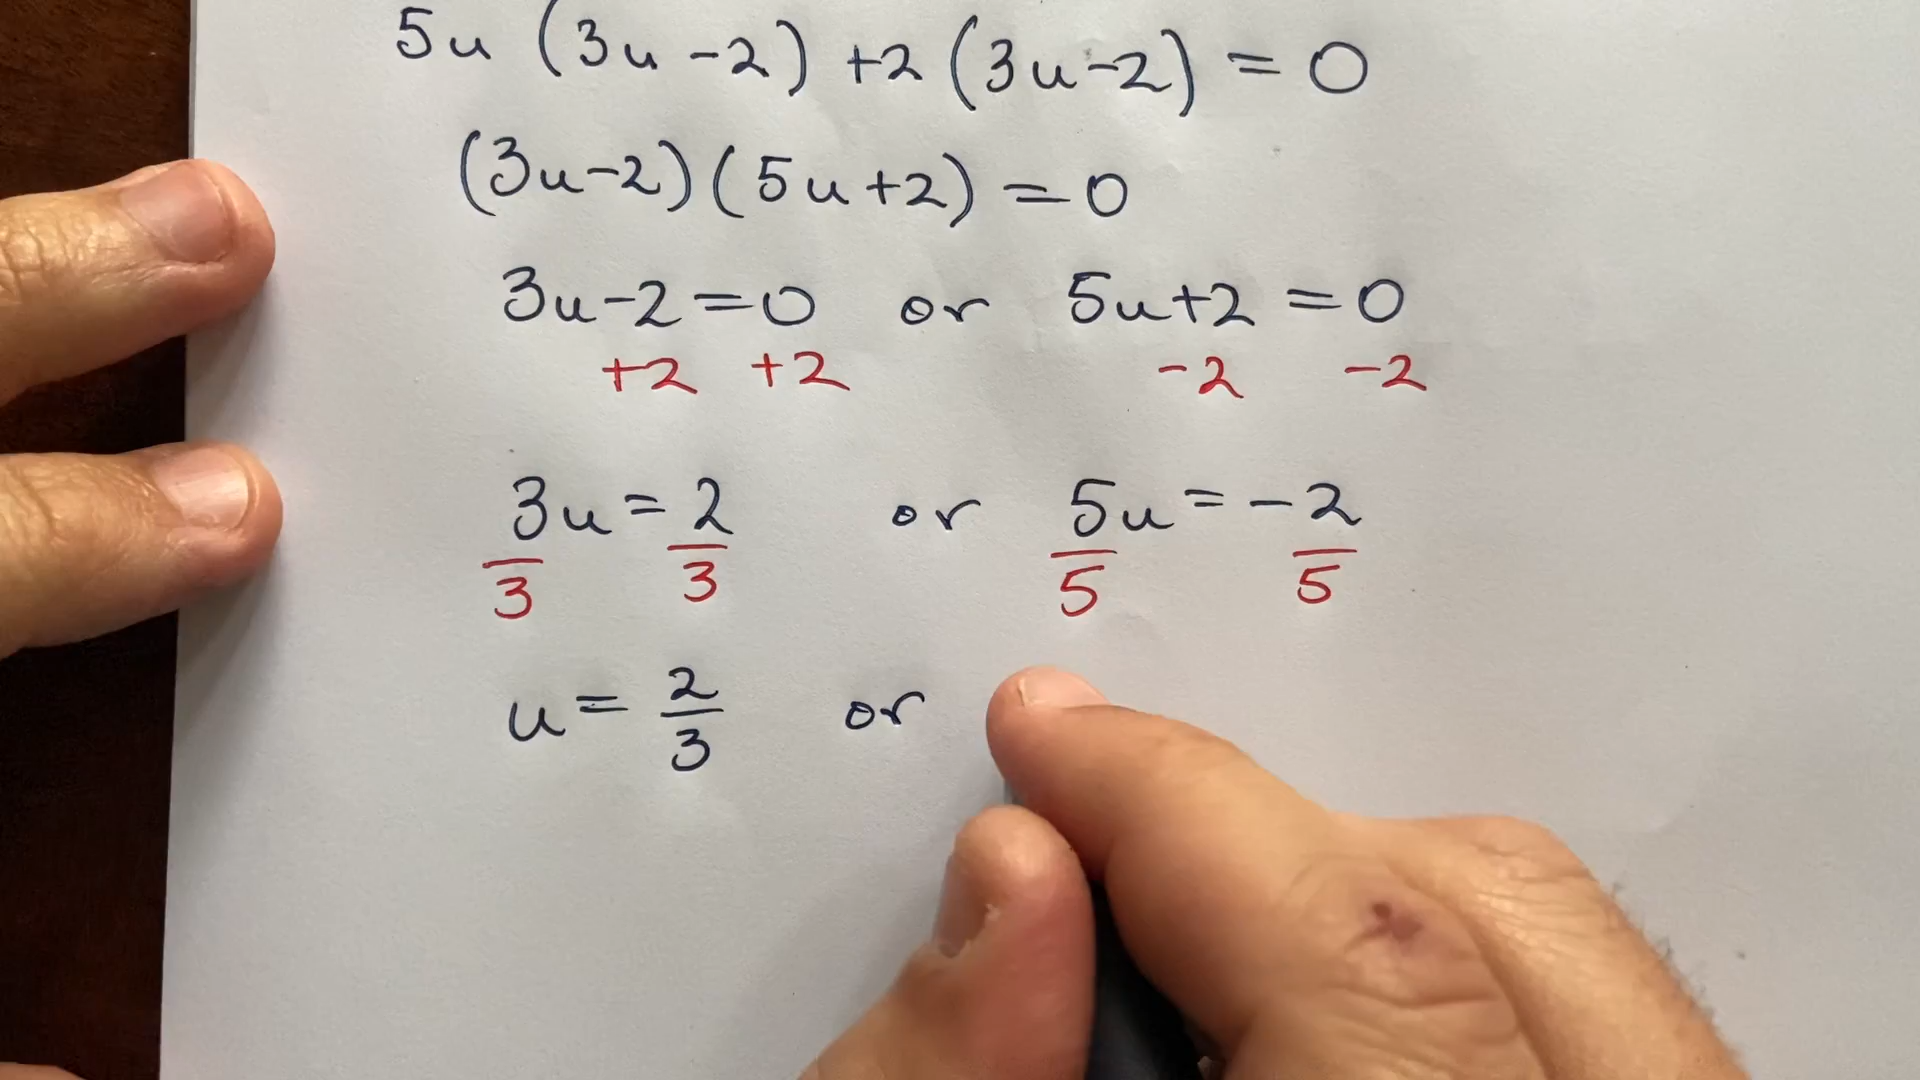 5u (3u -2) +2 (3u-2) = 0
(3u-2) (5u+2) = 0
3u-2=0 or 5u+2 = 0
+2 +2 -2 -2
3u = 2 or 5u = -2
3 3 5 5
u = 2/3 or